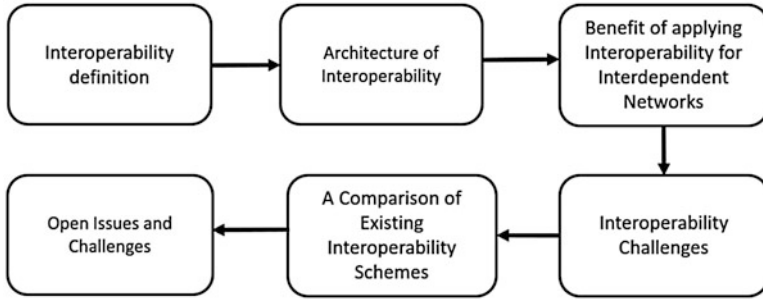 Interoperability
definition
Architecture of
Interoperability
Benefit of applying
Interoperability for
Interdependent
Networks
Interoperability
Challenges
A Comparison of
Existing
Interoperability
Schemes
Open Issues and
Challenges